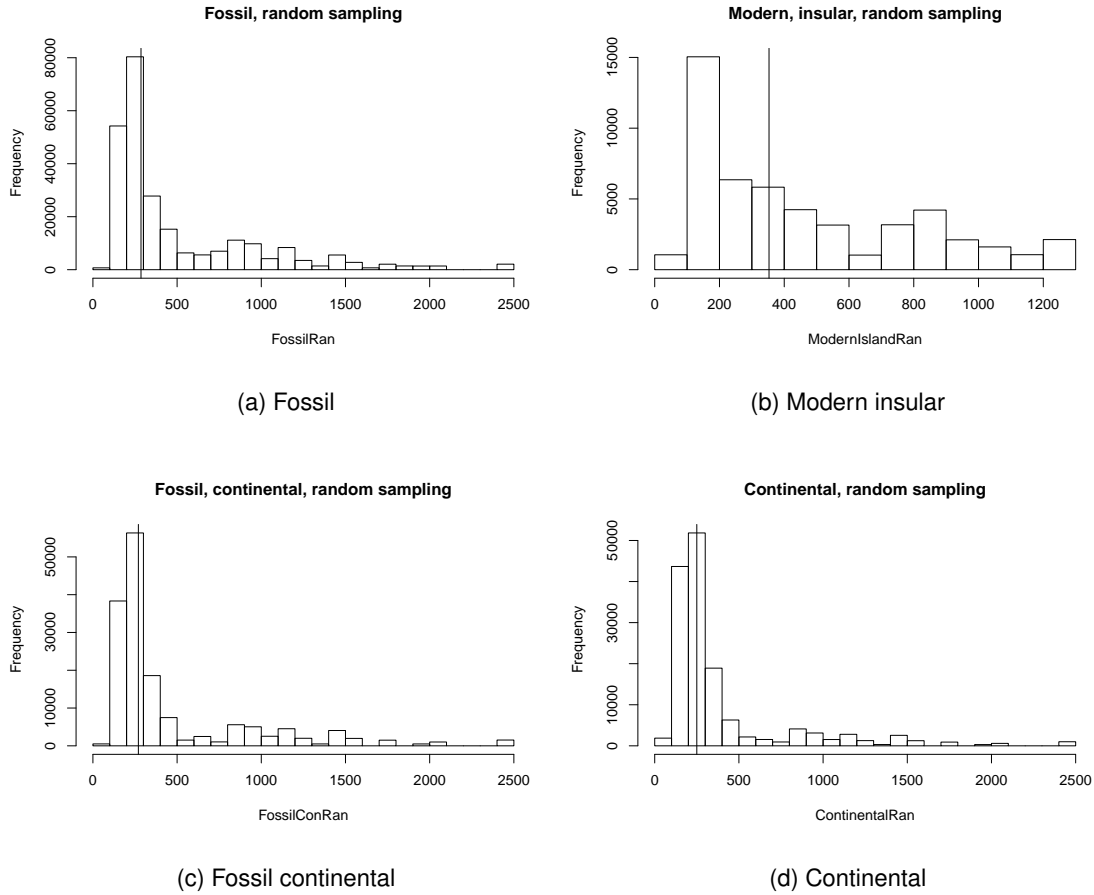 Fossil, random sampling
Frequency
0 20000 40000 60000 80000
0 500 1000 1500 2000 2500
FossilRan
(a) Fossil
Modern, insular, random sampling
Frequency
0 5000 10000 15000
0 200 400 600 800 1000 1200
ModernIslandRan
(b) Modern insular
Fossil, continental, random sampling
Frequency
0 10000 30000 50000
0 500 1000 1500 2000 2500
FossilConRan
(c) Fossil continental
Continental, random sampling
Frequency
0 10000 30000 50000
0 500 1000 1500 2000 2500
ContinentalRan
(d) Continental